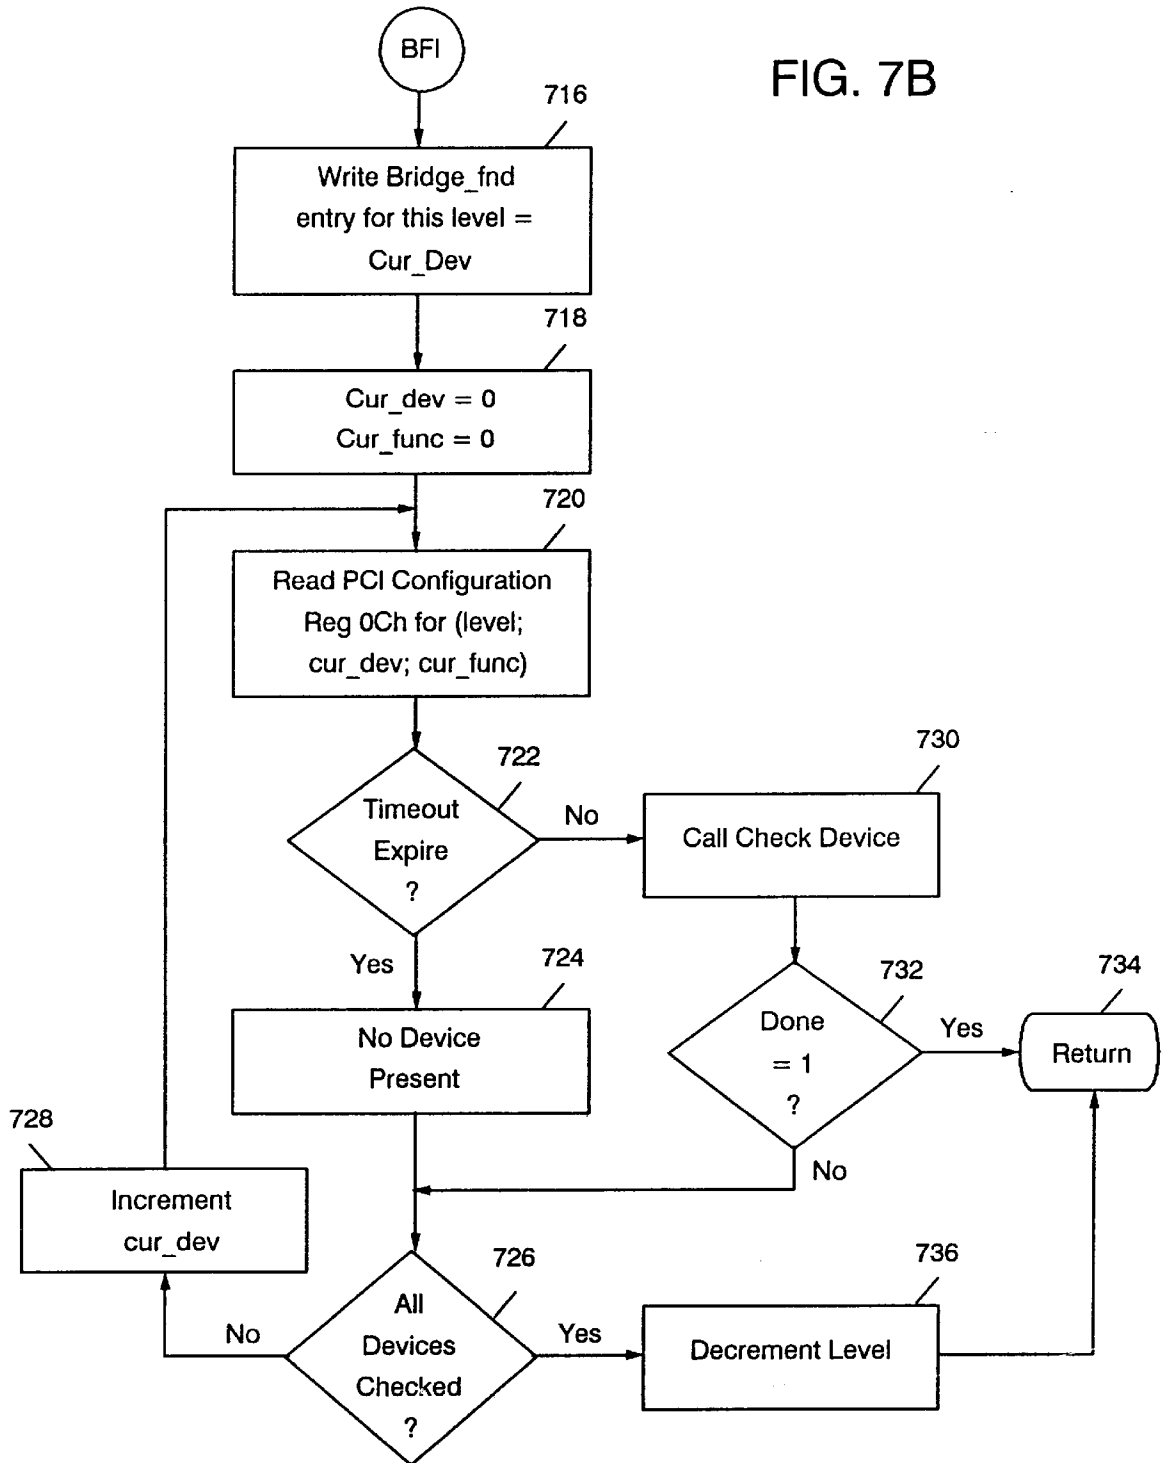 BFI
FIG. 7B
716
Write Bridge_fnd
entry for this level =
Cur_Dev
718
Cur_dev = 0
Cur_func = 0
720
Read PCI Configuration
Reg 0Ch for (level;
cur_dev; cur_func)
722
Timeout
Expire
?
No
730
Call Check Device
Yes
724
No Device
Present
732
Done
= 1
?
Yes
734
Return
No
728
Increment
cur_dev
726
All
Devices
Checked
?
No
Yes
736
Decrement Level